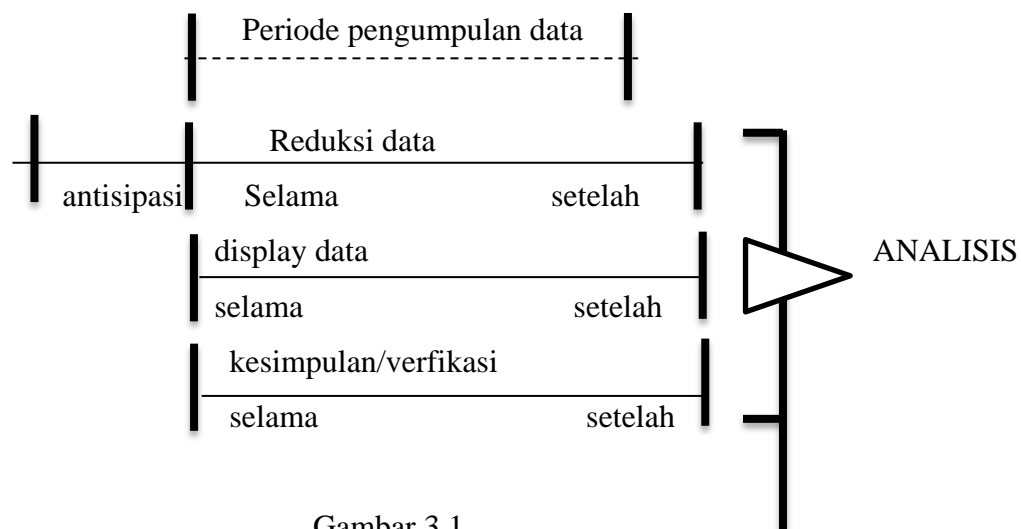 Periode pengumpulan data
Reduksi data
antisipasi Selama setelah
display data
ANALISIS
selama setelah
kesimpulan/verfikasi
selama setelah
Gambar 3.1